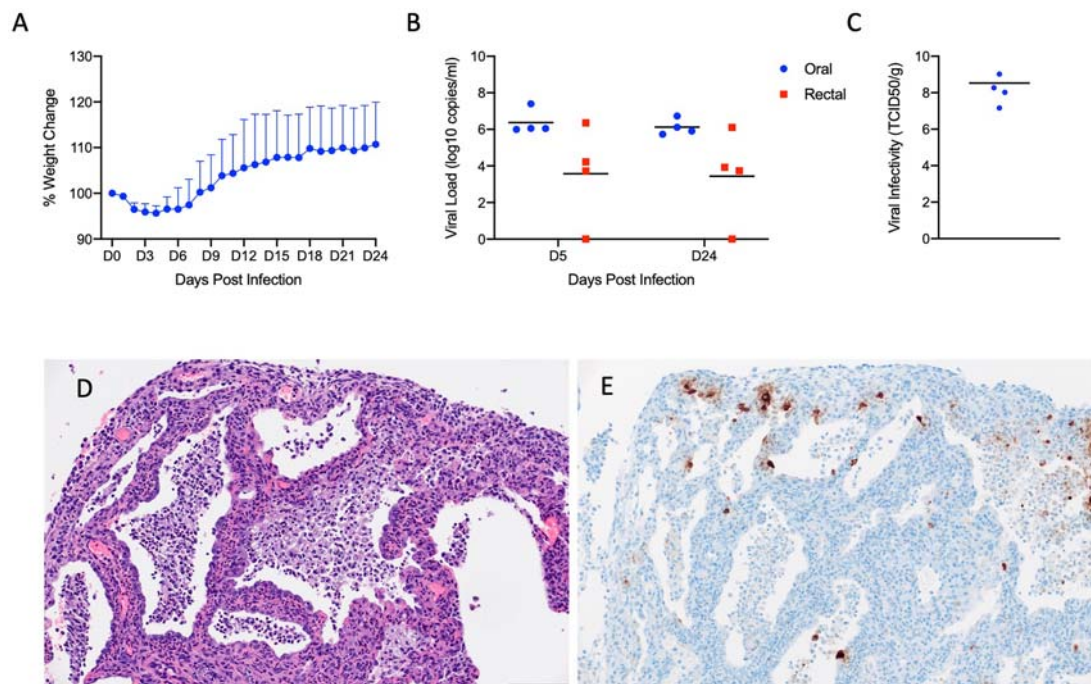 A
% Weight Change
130
120
110
100
90
D0 D3 D6 D9 D12 D15 D18 D21 D24
Days Post Infection
B
Viral Load (log10 copies/ml)
10
8
6
4
2
0
D5 D24
Days Post Infection
Oral
Rectal
C
Viral Infectivity (TCID50/g)
10
8
6
4
2
0
D
E